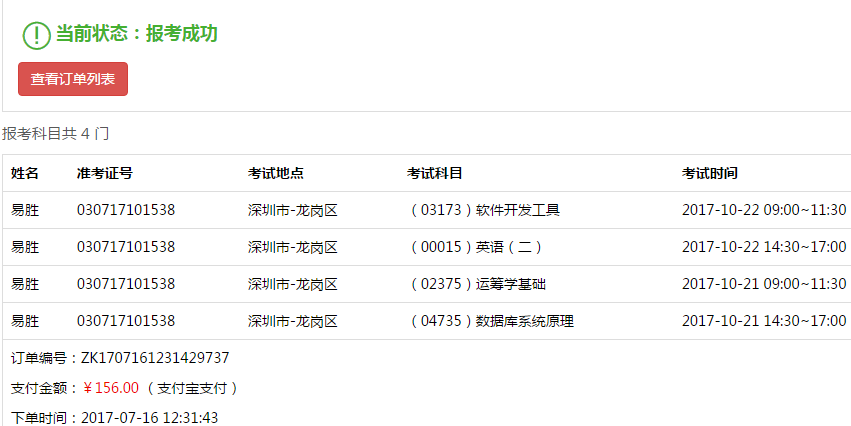 当前状态：报考成功
查看订单列表
报考科目共 4 门
姓名 准考证号 考试地点 考试科目 考试时间
易胜 030717101538 深圳市-龙岗区 （03173）软件开发工具 2017-10-22 09:00~11:30
易胜 030717101538 深圳市-龙岗区 （00015）英语（二） 2017-10-22 14:30~17:00
易胜 030717101538 深圳市-龙岗区 （02375）运筹学基础 2017-10-21 09:00~11:30
易胜 030717101538 深圳市-龙岗区 （04735）数据库系统原理 2017-10-21 14:30~17:00
订单编号：ZK1707161231429737
支付金额：￥156.00 （支付宝支付）
下单时间：2017-07-16 12:31:43